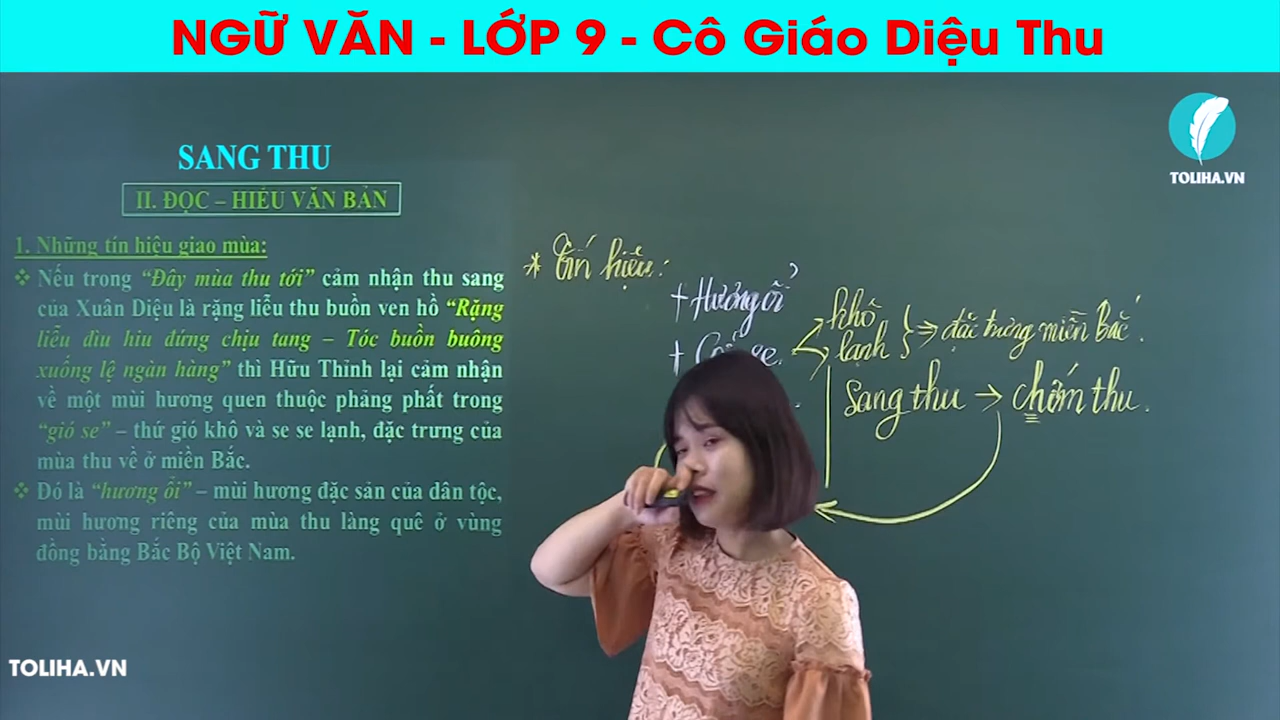 NGỮ VĂN - LỚP 9 - Cô Giáo Diệu Thu
TOLIHA.VN
SANG THU
II. ĐỌC – HIỂU VĂN BẢN
1. Những tín hiệu giao mùa:
❖ Nếu trong “Đây mùa thu tới” cảm nhận thu sang
của Xuân Diệu là rặng liễu thu buồn ven hồ “Rặng
liễu đìu hiu đứng chịu tang – Tóc buồn buông
xuống lệ ngàn hàng” thì Hữu Thỉnh lại cảm nhận
về một mùi hương quen thuộc phảng phất trong
“gió se” – thứ gió khô và se se lạnh, đặc trưng của
mùa thu về ở miền Bắc.
❖ Đó là “hương ổi” – mùi hương đặc sản của dân tộc,
mùi hương riêng của mùa thu làng quê ở vùng
đồng bằng Bắc Bộ Việt Nam.
* Tín hiệu:
+ Hương ổi
+ se
khô
lạnh
} ⇒ đặc trưng miền Bắc.
Sang thu → chớm thu.
TOLIHA.VN